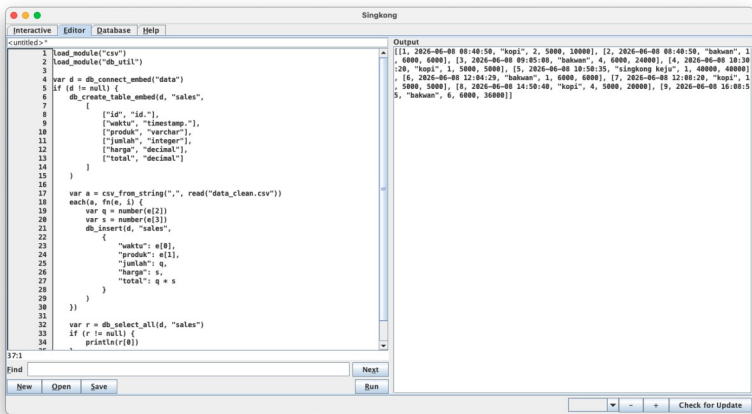 Singkong
Interactive Editor Database Help
<untitled>*
1 load_module("csv")
2 load_module("db_util")
3
4 var d = db_connect_embed("data")
5 if (d != null) {
6 db_create_table_embed(d, "sales",
7 [
8 ["id", "id."],
9 ["waktu", "timestamp."],
10 ["produk", "varchar"],
11 ["jumlah", "integer"],
12 ["harga", "decimal"],
13 ["total", "decimal"]
14 ]
15 )
16
17 var a = csv_from_string(",", read("data_clean.csv"))
18 each(a, fn(e, i) {
19 var q = number(e[2])
20 var s = number(e[3])
21 db_insert(d, "sales",
22 {
23 "waktu": e[0],
24 "produk": e[1],
25 "jumlah": q,
26 "harga": s,
27 "total": q * s
28 }
29 )
30 })
31
32 var r = db_select_all(d, "sales")
33 if (r != null) {
34 println(r[0])
37:1
Find
Next
New Open Save Run
Output
[[1, 2026-06-08 08:40:50, "kopi", 2, 5000, 10000], [2, 2026-06-08 08:40:50, "bakwan", 1
, 6000, 6000], [3, 2026-06-08 09:05:08, "bakwan", 4, 6000, 24000], [4, 2026-06-08 10:30
:20, "kopi", 1, 5000, 5000], [5, 2026-06-08 10:50:35, "singkong keju", 1, 40000, 40000]
, [6, 2026-06-08 12:04:29, "bakwan", 1, 6000, 6000], [7, 2026-06-08 12:08:20, "kopi", 1
, 5000, 5000], [8, 2026-06-08 14:50:40, "kopi", 4, 5000, 20000], [9, 2026-06-08 16:08:5
5, "bakwan", 6, 6000, 36000]]
- + Check for Update